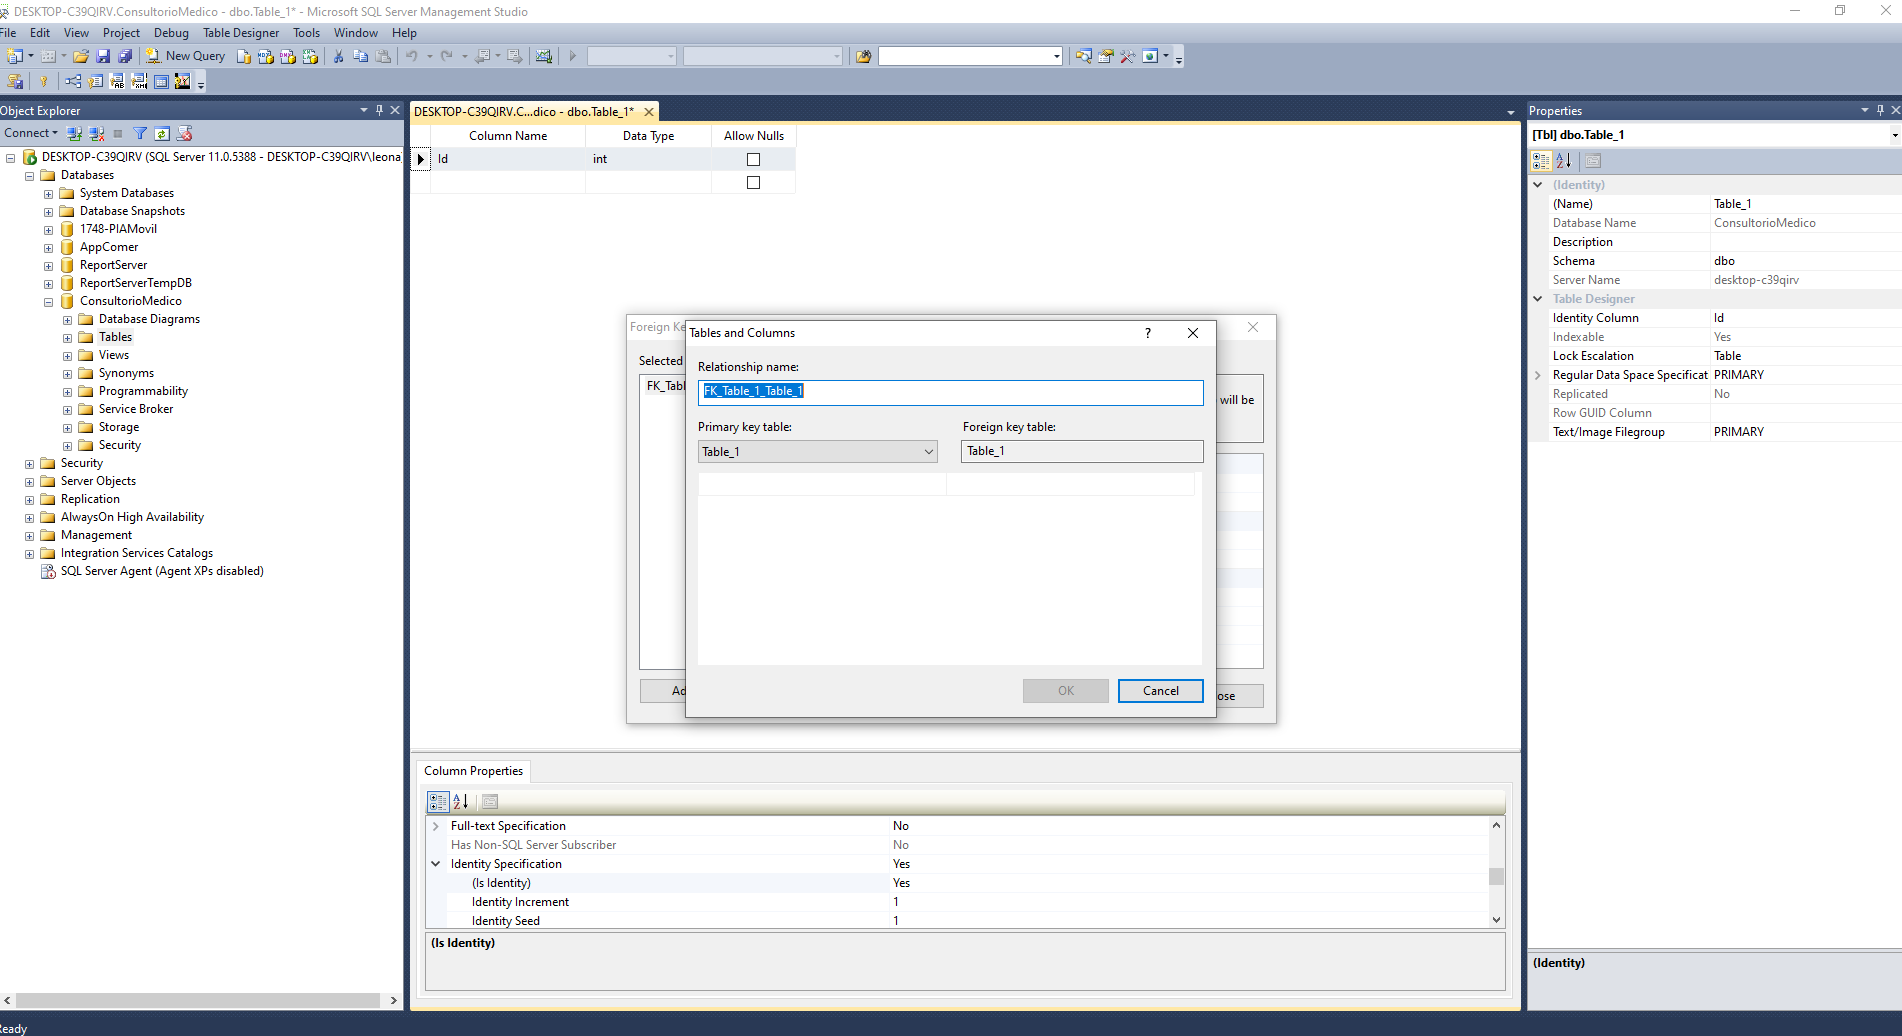 DESKTOP-C39QIRV.ConsultorioMedico - dbo.Table_1* - Microsoft SQL Server Management Studio
File Edit View Project Debug Table Designer Tools Window Help
New Query
Object Explorer
Connect
DESKTOP-C39QIRV (SQL Server 11.0.5388 - DESKTOP-C39QIRV\leona
Databases
System Databases
Database Snapshots
1748-PIAMovil
AppComer
ReportServer
ReportServerTempDB
ConsultorioMedico
Database Diagrams
Tables
Views
Synonyms
Programmability
Service Broker
Storage
Security
Security
Server Objects
Replication
AlwaysOn High Availability
Management
Integration Services Catalogs
SQL Server Agent (Agent XPs disabled)
DESKTOP-C39QIRV.C...dico - dbo.Table_1*
Column Name Data Type Allow Nulls
Id int
Foreign Ke
Selected
FK_Tabl
will be
Ad
ose
Tables and Columns ?
Relationship name:
FK_Table_1_Table_1
Primary key table: Foreign key table:
Table_1 Table_1
OK Cancel
Column Properties
Full-text Specification No
Has Non-SQL Server Subscriber No
Identity Specification Yes
(Is Identity) Yes
Identity Increment 1
Identity Seed 1
(Is Identity)
Properties
[Tbl] dbo.Table_1
(Identity)
(Name) Table_1
Database Name ConsultorioMedico
Description
Schema dbo
Server Name desktop-c39qirv
Table Designer
Identity Column Id
Indexable Yes
Lock Escalation Table
Regular Data Space Specificat PRIMARY
Replicated No
Row GUID Column
Text/Image Filegroup PRIMARY
(Identity)
Ready